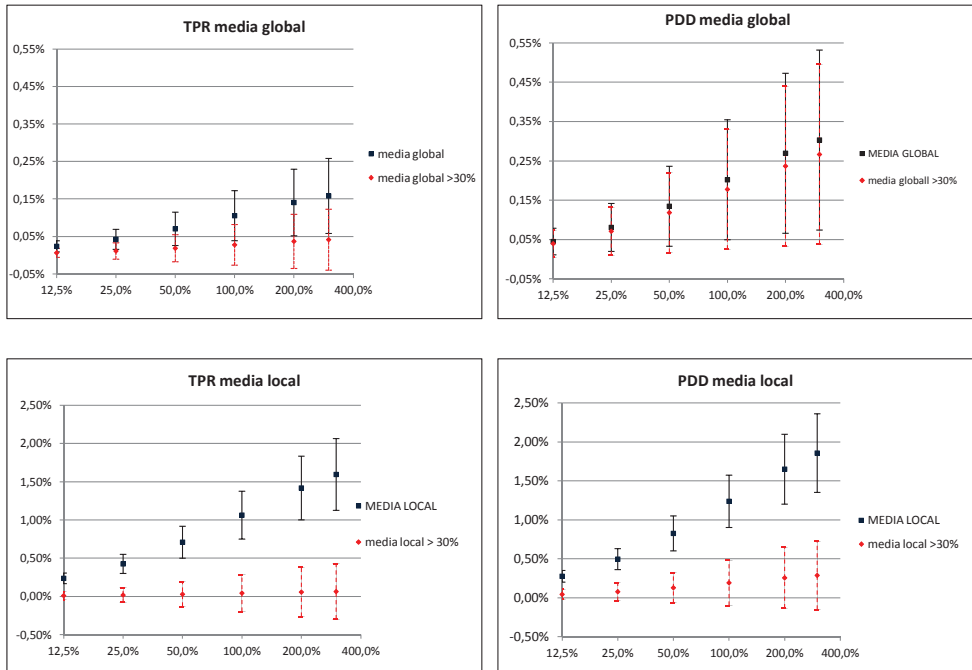 TPR media global
0,55%
0,45%
0,35%
0,25%
0,15%
0,05%
-0,05%
12,5% 25,0% 50,0% 100,0% 200,0% 400,0%
media global
media global >30%
PDD media global
0,55%
0,45%
0,35%
0,25%
0,15%
0,05%
-0,05%
12,5% 25,0% 50,0% 100,0% 200,0% 400,0%
MEDIA GLOBAL
media globall >30%
TPR media local
2,50%
2,00%
1,50%
1,00%
0,50%
0,00%
-0,50%
12,5% 25,0% 50,0% 100,0% 200,0% 400,0%
MEDIA LOCAL
media local > 30%
PDD media local
2,50%
2,00%
1,50%
1,00%
0,50%
0,00%
-0,50%
12,5% 25,0% 50,0% 100,0% 200,0% 400,0%
MEDIA LOCAL
media local >30%